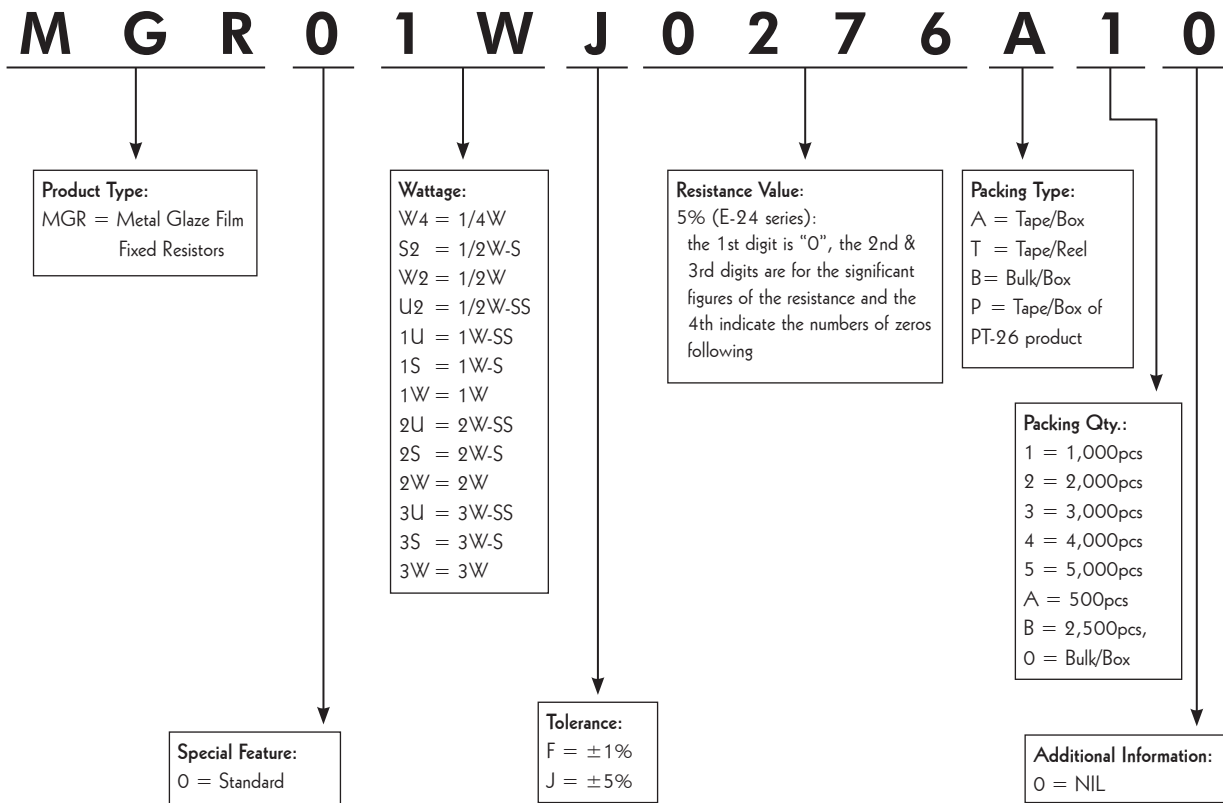 M G R 0 1 W J 0 2 7 6 A 1 0
Product Type:
MGR = Metal Glaze Film
Fixed Resistors
Wattage:
W4 = 1/4W
S2 = 1/2W-S
W2 = 1/2W
U2 = 1/2W-SS
1U = 1W-SS
1S = 1W-S
1W = 1W
2U = 2W-SS
2S = 2W-S
2W = 2W
3U = 3W-SS
3S = 3W-S
3W = 3W
Resistance Value:
5% (E-24 series):
the 1st digit is “0”, the 2nd &
3rd digits are for the significant
figures of the resistance and the
4th indicate the numbers of zeros
following
Packing Type:
A = Tape/Box
T = Tape/Reel
B= Bulk/Box
P = Tape/Box of
PT-26 product
Packing Qty.:
1 = 1,000pcs
2 = 2,000pcs
3 = 3,000pcs
4 = 4,000pcs
5 = 5,000pcs
A = 500pcs
B = 2,500pcs,
0 = Bulk/Box
Special Feature:
0 = Standard
Tolerance:
F = ±1%
J = ±5%
Additional Information:
0 = NIL